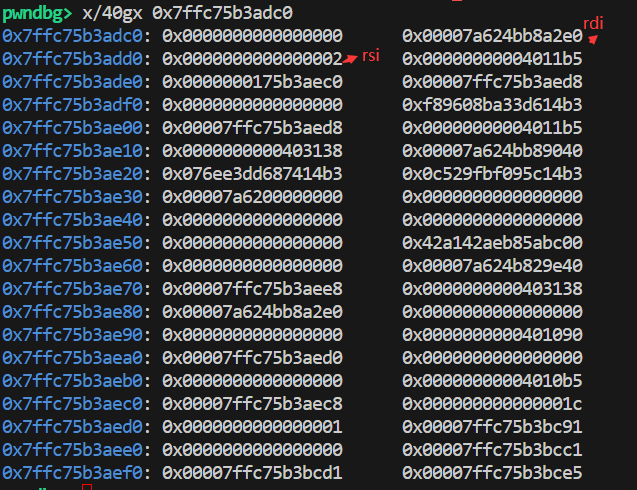 pwndbg> x/40gx 0x7ffc75b3adc0
0x7ffc75b3adc0: 0x0000000000000000 0x00007a624bb8a2e0 rdi
0x7ffc75b3add0: 0x0000000000000002 rsi 0x00000000004011b5
0x7ffc75b3ade0: 0x0000000175b3aec0 0x00007ffc75b3aed8
0x7ffc75b3adf0: 0x0000000000000000 0xf89608ba33d614b3
0x7ffc75b3ae00: 0x00007ffc75b3aed8 0x00000000004011b5
0x7ffc75b3ae10: 0x0000000000403138 0x00007a624bb89040
0x7ffc75b3ae20: 0x076ee3dd687414b3 0x0c529fbf095c14b3
0x7ffc75b3ae30: 0x00007a6200000000 0x0000000000000000
0x7ffc75b3ae40: 0x0000000000000000 0x0000000000000000
0x7ffc75b3ae50: 0x0000000000000000 0x42a142aeb85abc00
0x7ffc75b3ae60: 0x0000000000000000 0x00007a624b829e40
0x7ffc75b3ae70: 0x00007ffc75b3aee8 0x0000000000403138
0x7ffc75b3ae80: 0x00007a624bb8a2e0 0x0000000000000000
0x7ffc75b3ae90: 0x0000000000000000 0x0000000000401090
0x7ffc75b3aea0: 0x00007ffc75b3aed0 0x0000000000000000
0x7ffc75b3aeb0: 0x0000000000000000 0x00000000004010b5
0x7ffc75b3aec0: 0x00007ffc75b3aec8 0x000000000000001c
0x7ffc75b3aed0: 0x0000000000000001 0x00007ffc75b3bc91
0x7ffc75b3aee0: 0x0000000000000000 0x00007ffc75b3bcc1
0x7ffc75b3aef0: 0x00007ffc75b3bcd1 0x00007ffc75b3bce5